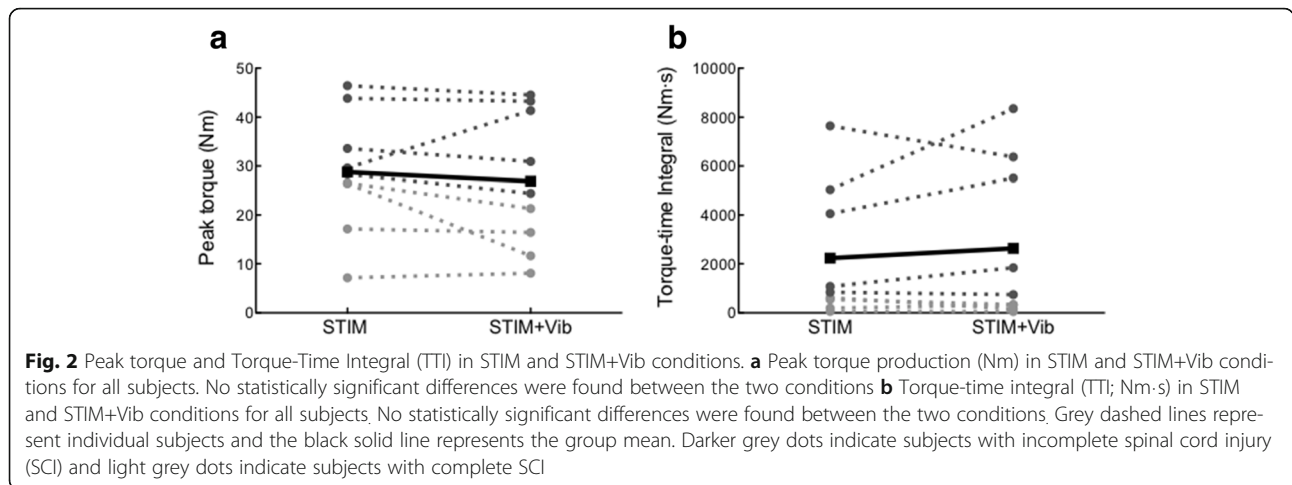 a
b
Peak torque (Nm)
50
40
30
20
10
0
STIM
STIM+Vib
Torque-time Integral (Nm·s)
10000
8000
6000
4000
2000
0
STIM
STIM+Vib
Fig. 2 Peak torque and Torque-Time Integral (TTI) in STIM and STIM+Vib conditions. a Peak torque production (Nm) in STIM and STIM+Vib condi-
tions for all subjects. No statistically significant differences were found between the two conditions b Torque-time integral (TTI; Nm·s) in STIM
and STIM+Vib conditions for all subjects. No statistically significant differences were found between the two conditions. Grey dashed lines repre-
sent individual subjects and the black solid line represents the group mean. Darker grey dots indicate subjects with incomplete spinal cord injury
(SCI) and light grey dots indicate subjects with complete SCI